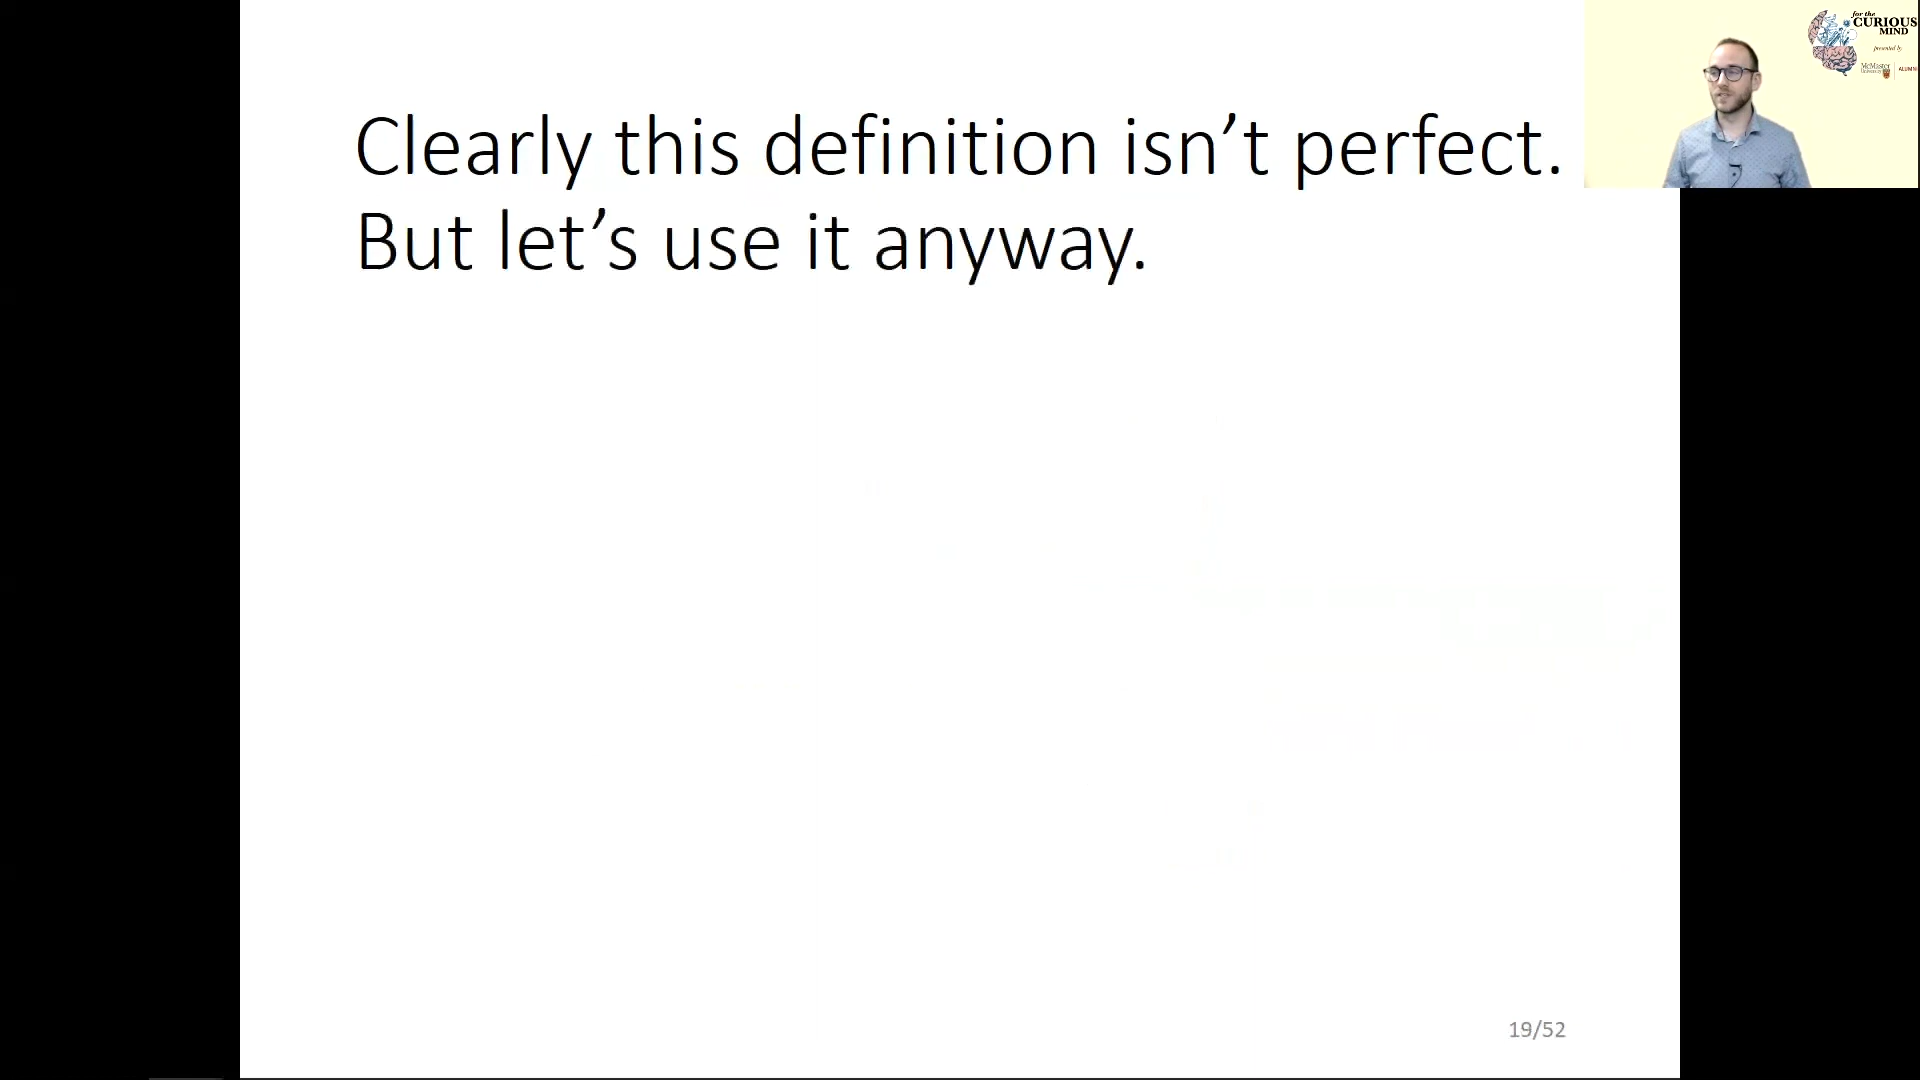 for the
CURIOUS
MIND
presented by
McMaster
University
ALUMNI
Clearly this definition isn’t perfect.
But let’s use it anyway.
19/52